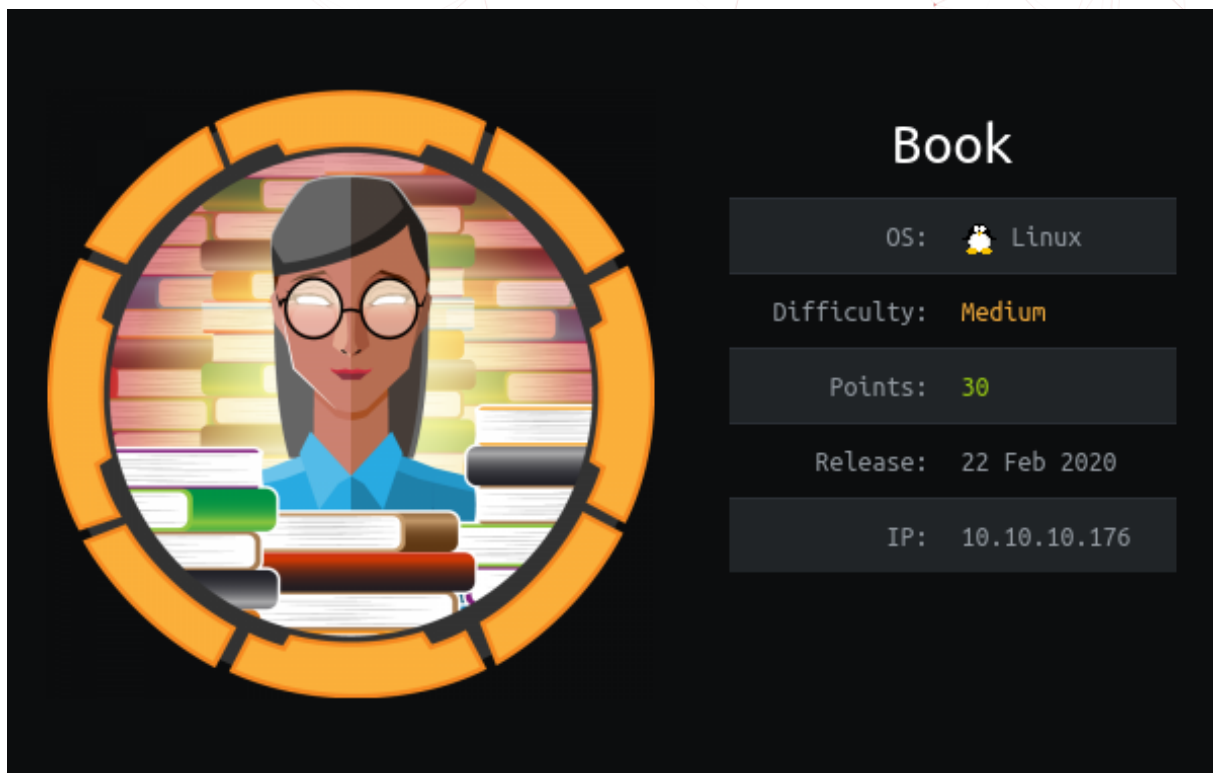 Book
OS: Linux
Difficulty: Medium
Points: 30
Release: 22 Feb 2020
IP: 10.10.10.176